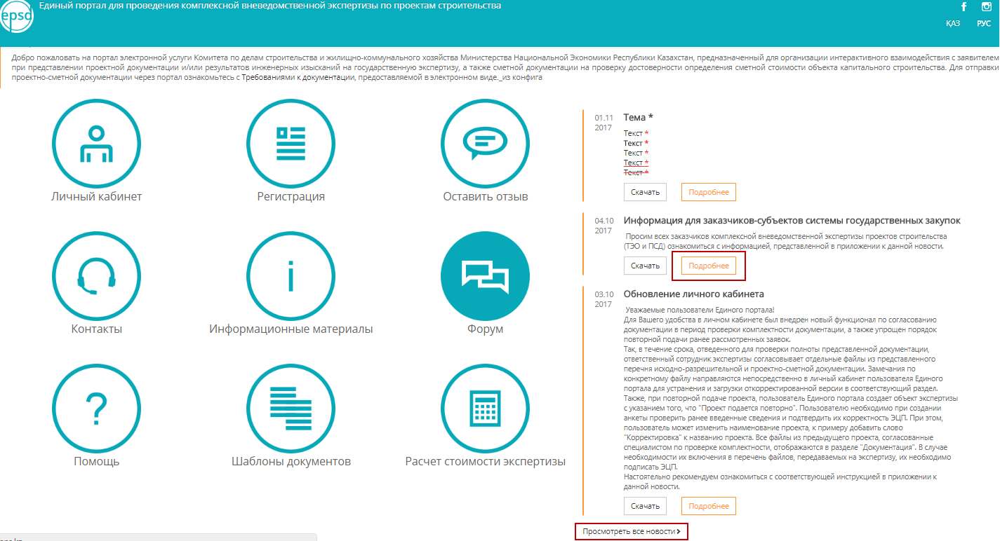 epsd
Единый портал для проведения комплексной вневедомственной экспертизы по проектам строительства
ҚАЗ РУС
Добро пожаловать на портал электронной услуги Комитета по делам строительства и жилищно-коммунального хозяйства Министерства Национальной Экономики Республики Казахстан, предназначенный для организации интерактивного взаимодействия с заявителем
при представлении проектной документации и/или результатов инженерных изысканий на государственную экспертизу, а также сметной документации на проверку достоверности определения сметной стоимости объекта капитального строительства. Для отправки
проектно-сметной документации через портал ознакомьтесь с Требованиями к документации, предоставляемой в электронном виде._из конфига
Личный кабинет
Регистрация
Оставить отзыв
Контакты
Информационные материалы
Форум
Помощь
Шаблоны документов
Расчет стоимости экспертизы
01.11
2017
Тема *
Текст *
Текст *
Текст *
Текст *
Текст *
Скачать Подробнее
04.10
2017
Информация для заказчиков-субъектов системы государственных закупок
Просим всех заказчиков комплексной вневедомственной экспертизы проектов строительства
(ТЭО и ПСД) ознакомиться с информацией, представленной в приложении к данной новости.
Скачать Подробнее
03.10
2017
Обновление личного кабинета
Уважаемые пользователи Единого портала!
Для Вашего удобства в личном кабинете был внедрен новый функционал по согласованию
документации в период проверки комплектности документации, а также упрощен порядок
повторной подачи ранее рассмотренных заявок.
Так, в течение срока, отведенного для проверки полноты представленной документации,
ответственный сотрудник экспертизы согласовывает отдельные файлы из представленного
перечня исходно-разрешительной и проектно-сметной документации. Замечания по
конкретному файлу направляются непосредственно в личный кабинет пользователя Единого
портала для устранения и загрузки откорректированной версии в соответствующий раздел.
Также, при повторной подаче проекта, пользователь Единого портала создает объект экспертизы
с указанием того, что "Проект подается повторно". Пользователю необходимо при создании
анкеты проверить ранее введенные сведения и подтвердить их корректность ЭЦП. При этом,
пользователь может изменить наименование проекта, к примеру добавить слово
"Корректировка" к названию проекта. Все файлы из предыдущего проекта, согласованные
специалистом по проверке комплектности, отображаются в разделе "Документация". В случае
необходимости их включения в перечень файлов, передаваемых на экспертизу, их необходимо
подписать ЭЦП.
Настоятельно рекомендуем ознакомиться с соответствующей инструкцией в приложении к
данной новости.
Скачать Подробнее
Просмотреть все новости